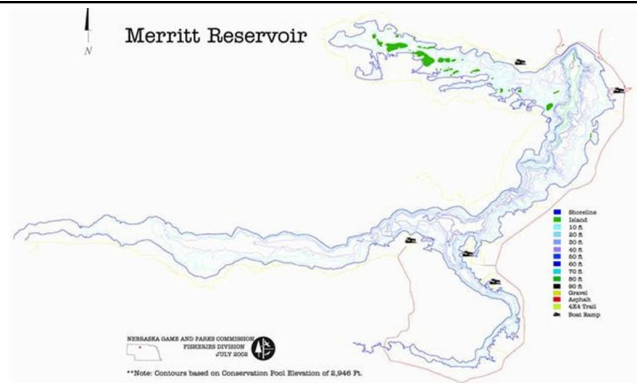 N
Merritt Reservoir
Shoreline
Island
10 ft
20 ft
30 ft
40 ft
50 ft
60 ft
70 ft
80 ft
90 ft
Gravel
Asphalt
4X4 Trail
Boat Ramp
NEBRASKA GAME AND PARKS COMMISSION
FISHERIES DIVISION
JULY 2002
**Note: Contours based on Conservation Pool Elevation of 2,946 Ft.